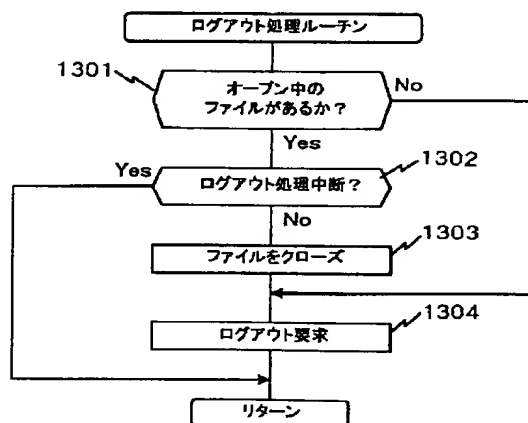 ログアウト処理ルーチン
1301
オープン中の
ファイルがあるか？
No
Yes
Yes
1302
ログアウト処理中断？
No
1303
ファイルをクローズ
1304
ログアウト要求
リターン